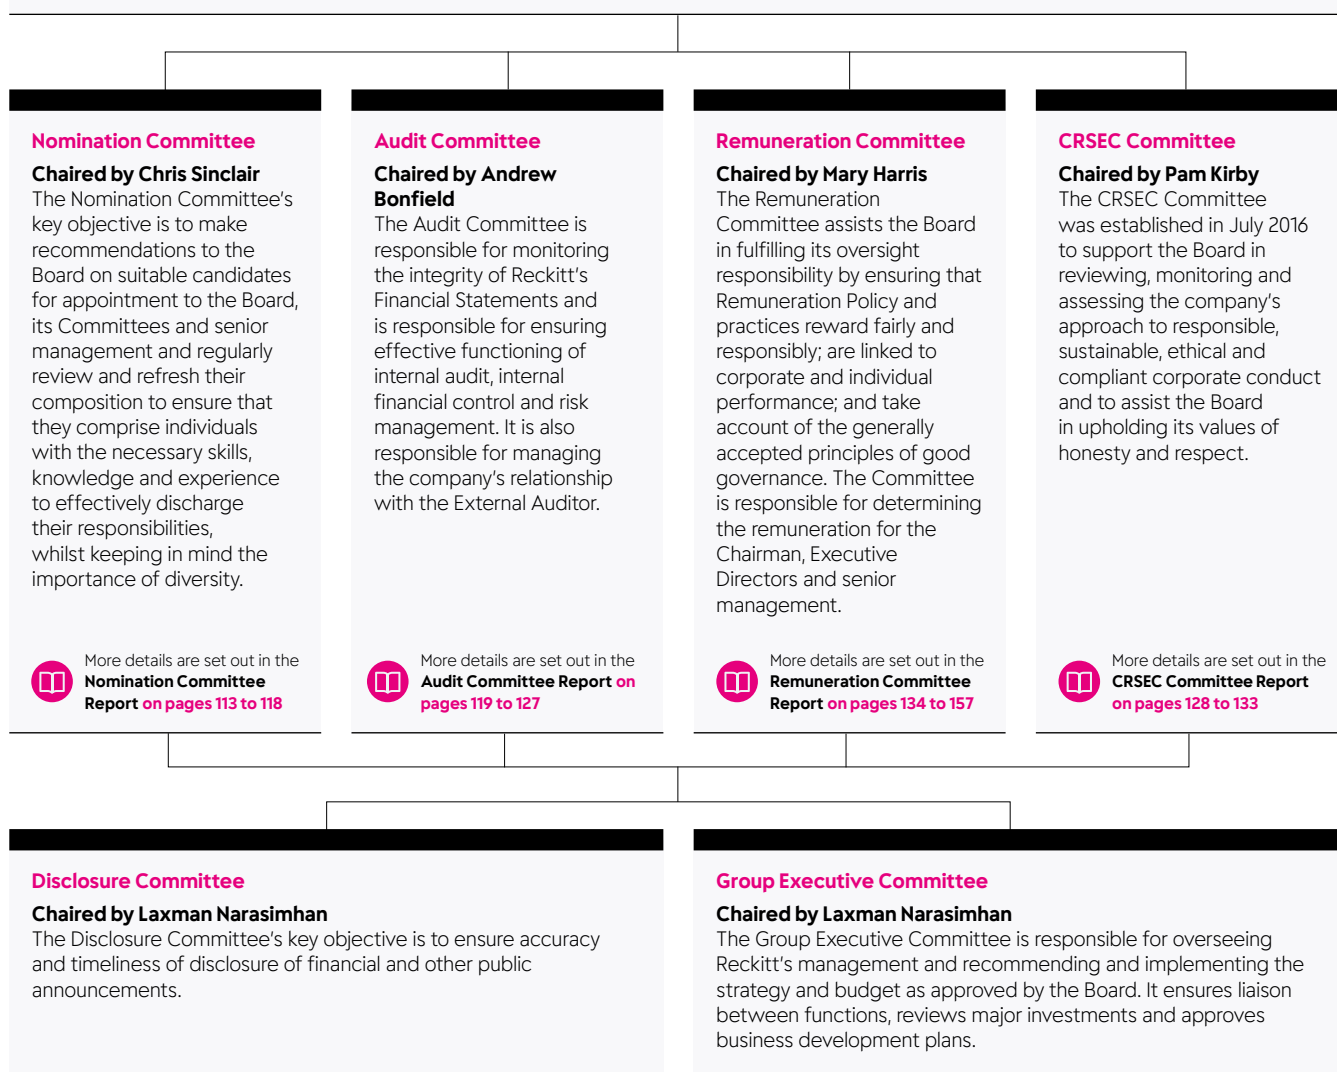 Nomination Committee
Chaired by Chris Sinclair
The Nomination Committee’s
key objective is to make
recommendations to the
Board on suitable candidates
for appointment to the Board,
its Committees and senior
management and regularly
review and refresh their
composition to ensure that
they comprise individuals
with the necessary skills,
knowledge and experience
to effectively discharge
their responsibilities,
whilst keeping in mind the
importance of diversity.
More details are set out in the
Nomination Committee
Report on pages 113 to 118
Audit Committee
Chaired by Andrew
Bonfield
The Audit Committee is
responsible for monitoring
the integrity of Reckitt’s
Financial Statements and
is responsible for ensuring
effective functioning of
internal audit, internal
financial control and risk
management. It is also
responsible for managing
the company’s relationship
with the External Auditor.
More details are set out in the
Audit Committee Report on
pages 119 to 127
Remuneration Committee
Chaired by Mary Harris
The Remuneration
Committee assists the Board
in fulfilling its oversight
responsibility by ensuring that
Remuneration Policy and
practices reward fairly and
responsibly; are linked to
corporate and individual
performance; and take
account of the generally
accepted principles of good
governance. The Committee
is responsible for determining
the remuneration for the
Chairman, Executive
Directors and senior
management.
More details are set out in the
Remuneration Committee
Report on pages 134 to 157
CRSEC Committee
Chaired by Pam Kirby
The CRSEC Committee
was established in July 2016
to support the Board in
reviewing, monitoring and
assessing the company’s
approach to responsible,
sustainable, ethical and
compliant corporate conduct
and to assist the Board
in upholding its values of
honesty and respect.
More details are set out in the
CRSEC Committee Report
on pages 128 to 133
Disclosure Committee
Chaired by Laxman Narasimhan
The Disclosure Committee’s key objective is to ensure accuracy
and timeliness of disclosure of financial and other public
announcements.
Group Executive Committee
Chaired by Laxman Narasimhan
The Group Executive Committee is responsible for overseeing
Reckitt’s management and recommending and implementing the
strategy and budget as approved by the Board. It ensures liaison
between functions, reviews major investments and approves
business development plans.